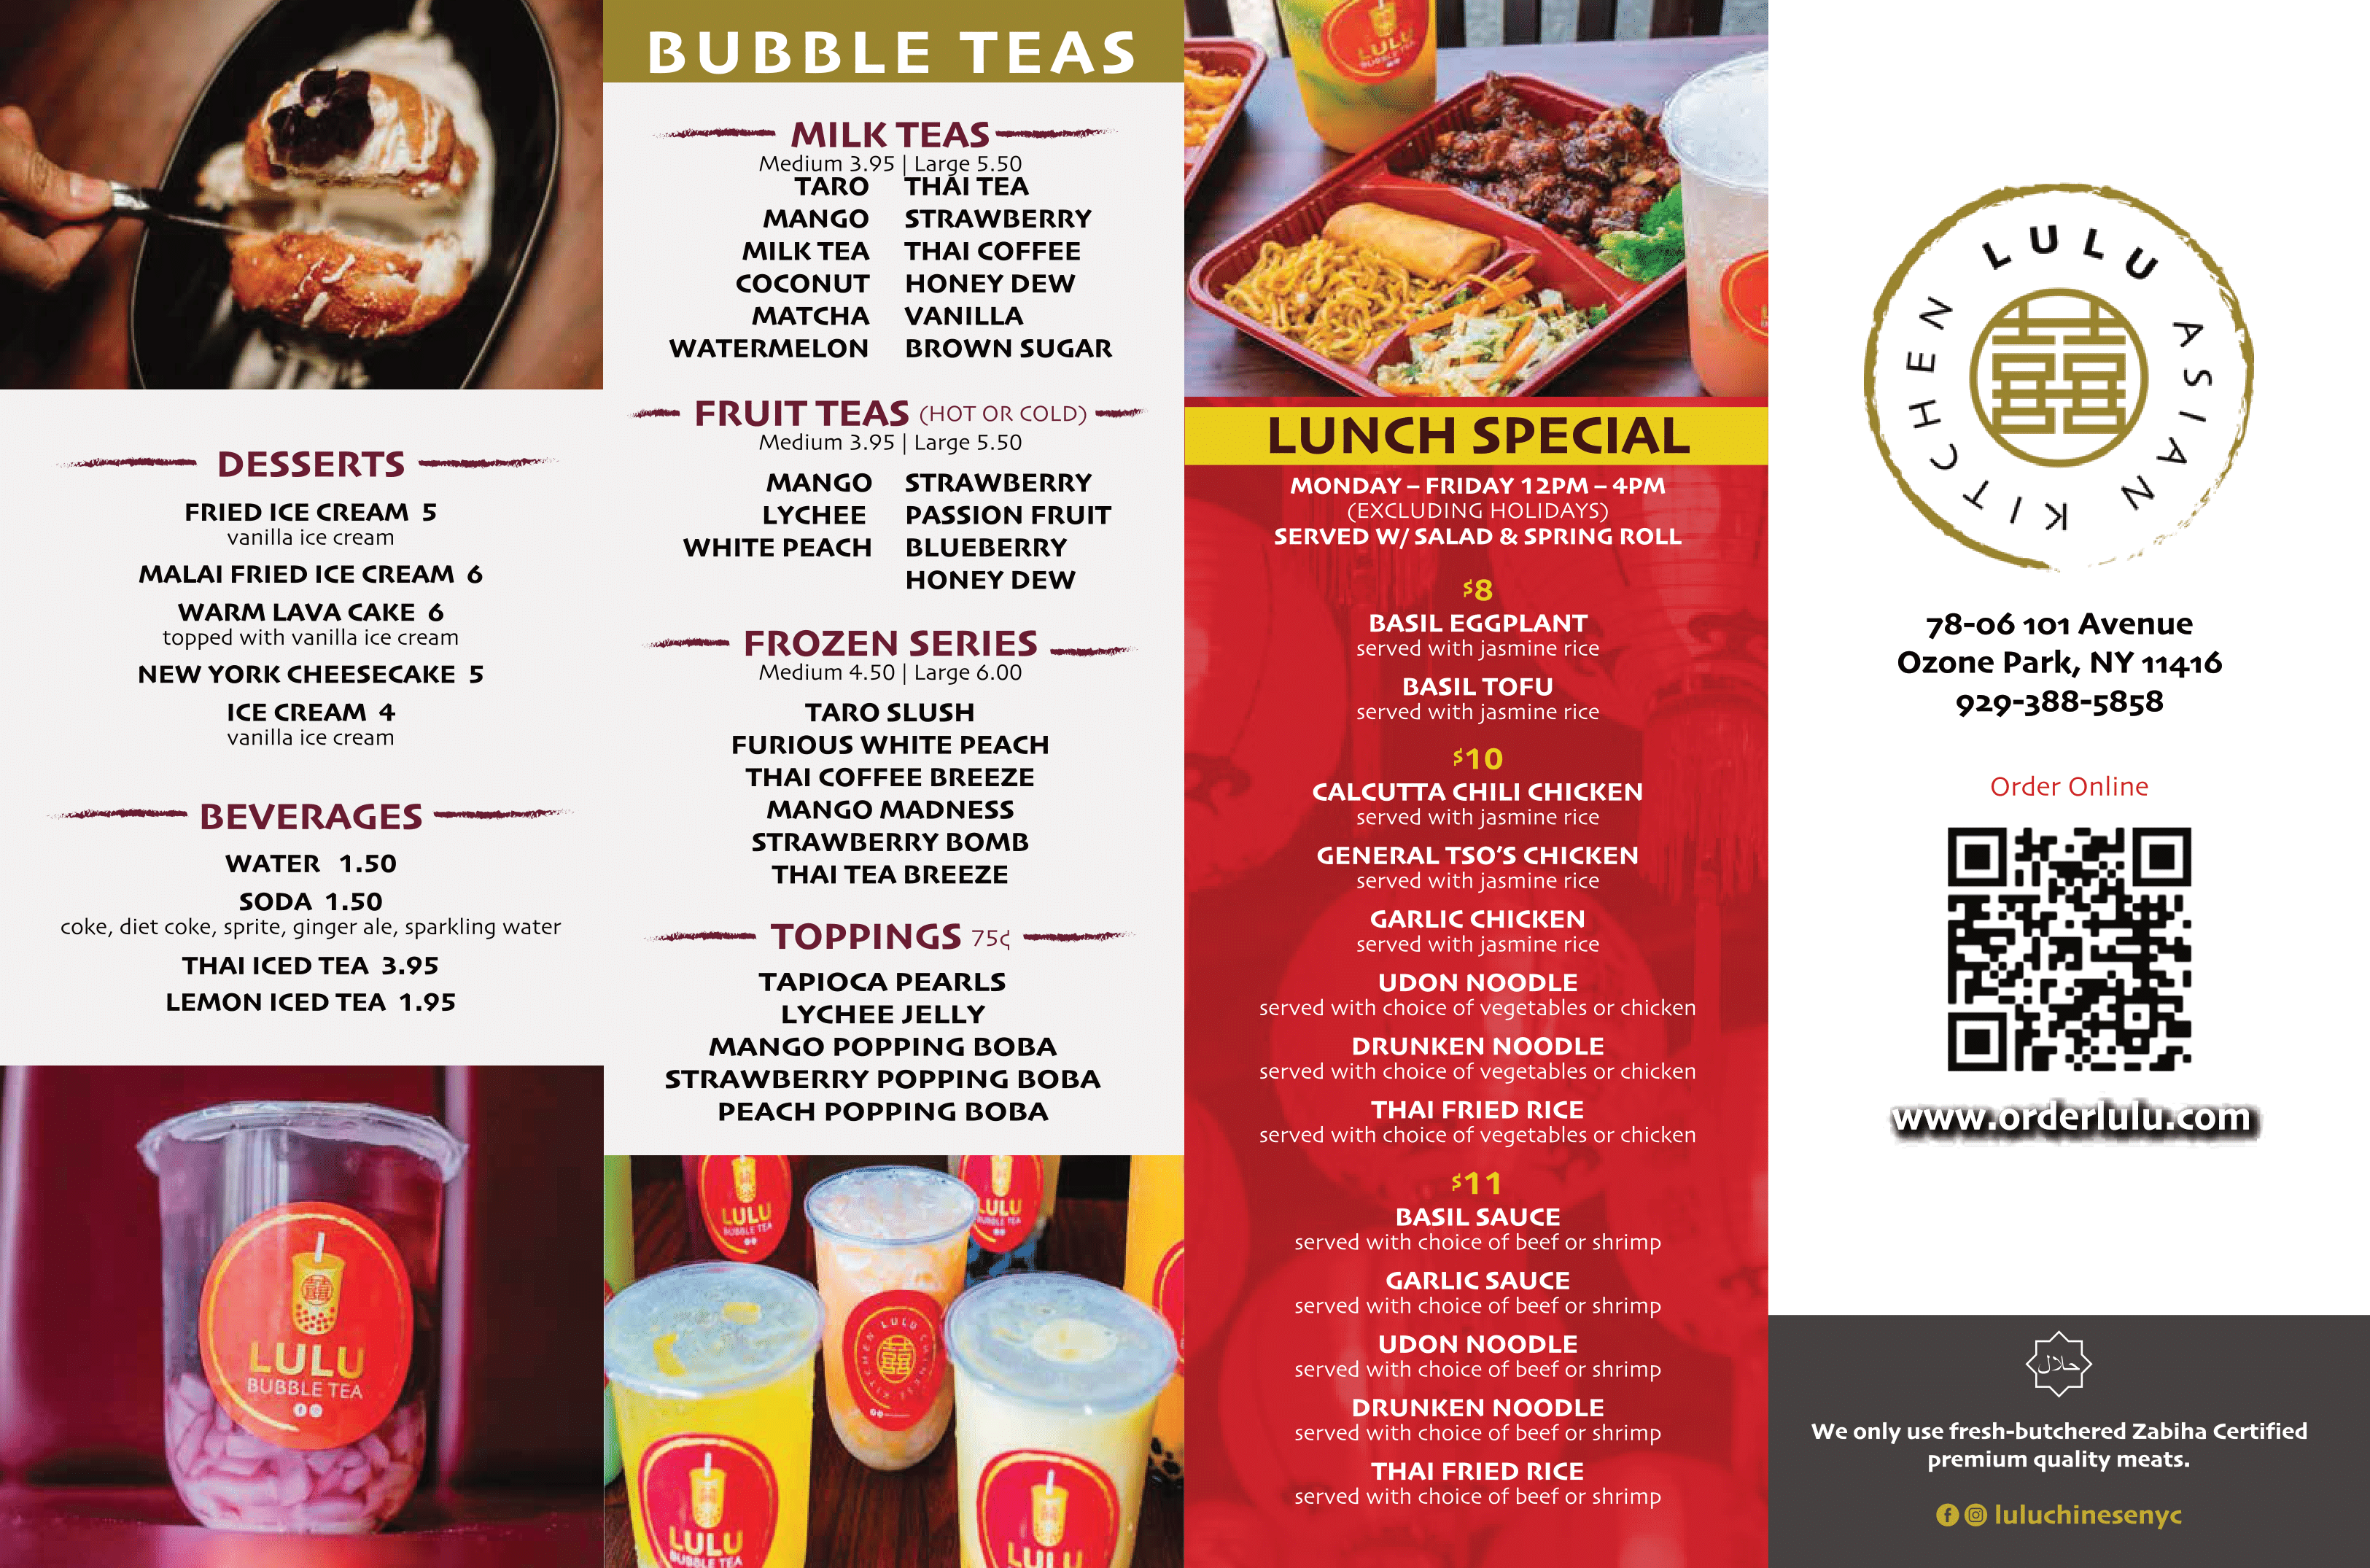 DESSERTS
FRIED ICE CREAM 5
vanilla ice cream
MALAI FRIED ICE CREAM 6
WARM LAVA CAKE 6
topped with vanilla ice cream
NEW YORK CHEESECAKE 5
ICE CREAM 4
vanilla ice cream
BEVERAGES
WATER 1.50
SODA 1.50
coke, diet coke, sprite, ginger ale, sparkling water
THAI ICED TEA 3.95
LEMON ICED TEA 1.95
LULU
BUBBLE TEA
BUBBLE TEAS
MILK TEAS
Medium 3.95 | Large 5.50
TARO THAI TEA
MANGO STRAWBERRY
MILK TEA THAI COFFEE
COCONUT HONEY DEW
MATCHA VANILLA
WATERMELON BROWN SUGAR
FRUIT TEAS (HOT OR COLD)
Medium 3.95 | Large 5.50
MANGO STRAWBERRY
LYCHEE PASSION FRUIT
WHITE PEACH BLUEBERRY
HONEY DEW
FROZEN SERIES
Medium 4.50 | Large 6.00
TARO SLUSH
FURIOUS WHITE PEACH
THAI COFFEE BREEZE
MANGO MADNESS
STRAWBERRY BOMB
THAI TEA BREEZE
TOPPINGS 75¢
TAPIOCA PEARLS
LYCHEE JELLY
MANGO POPPING BOBA
STRAWBERRY POPPING BOBA
PEACH POPPING BOBA
LULU
BUBBLE TEA
LULU
BUBBLE TEA
LULU CHINESE KITCHEN
囍
LULU
BUBBLE TEA
LULU
LULU
BUBBLE TEA
LUNCH SPECIAL
MONDAY – FRIDAY 12PM – 4PM
(EXCLUDING HOLIDAYS)
SERVED W/ SALAD & SPRING ROLL
$8
BASIL EGGPLANT
served with jasmine rice
BASIL TOFU
served with jasmine rice
$10
CALCUTTA CHILI CHICKEN
served with jasmine rice
GENERAL TSO'S CHICKEN
served with jasmine rice
GARLIC CHICKEN
served with jasmine rice
UDON NOODLE
served with choice of vegetables or chicken
DRUNKEN NOODLE
served with choice of vegetables or chicken
THAI FRIED RICE
served with choice of vegetables or chicken
$11
BASIL SAUCE
served with choice of beef or shrimp
GARLIC SAUCE
served with choice of beef or shrimp
UDON NOODLE
served with choice of beef or shrimp
DRUNKEN NOODLE
served with choice of beef or shrimp
THAI FRIED RICE
served with choice of beef or shrimp
LULU ASIAN KITCHEN
囍
78-06 101 Avenue
Ozone Park, NY 11416
929-388-5858
Order Online
www.orderlulu.com
حلال
We only use fresh-butchered Zabiha Certified
premium quality meats.
luluchinesenyc